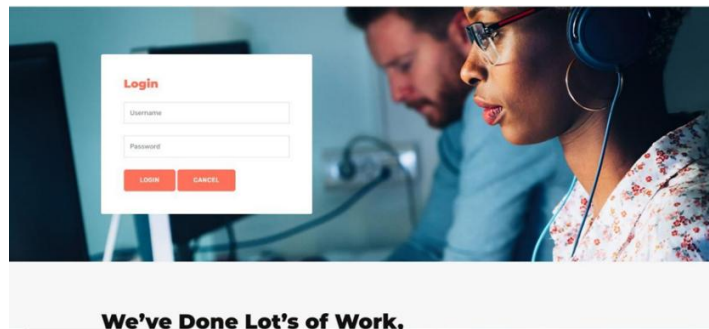 Login
Username
Password
LOGIN CANCEL
We've Done Lot's of Work,